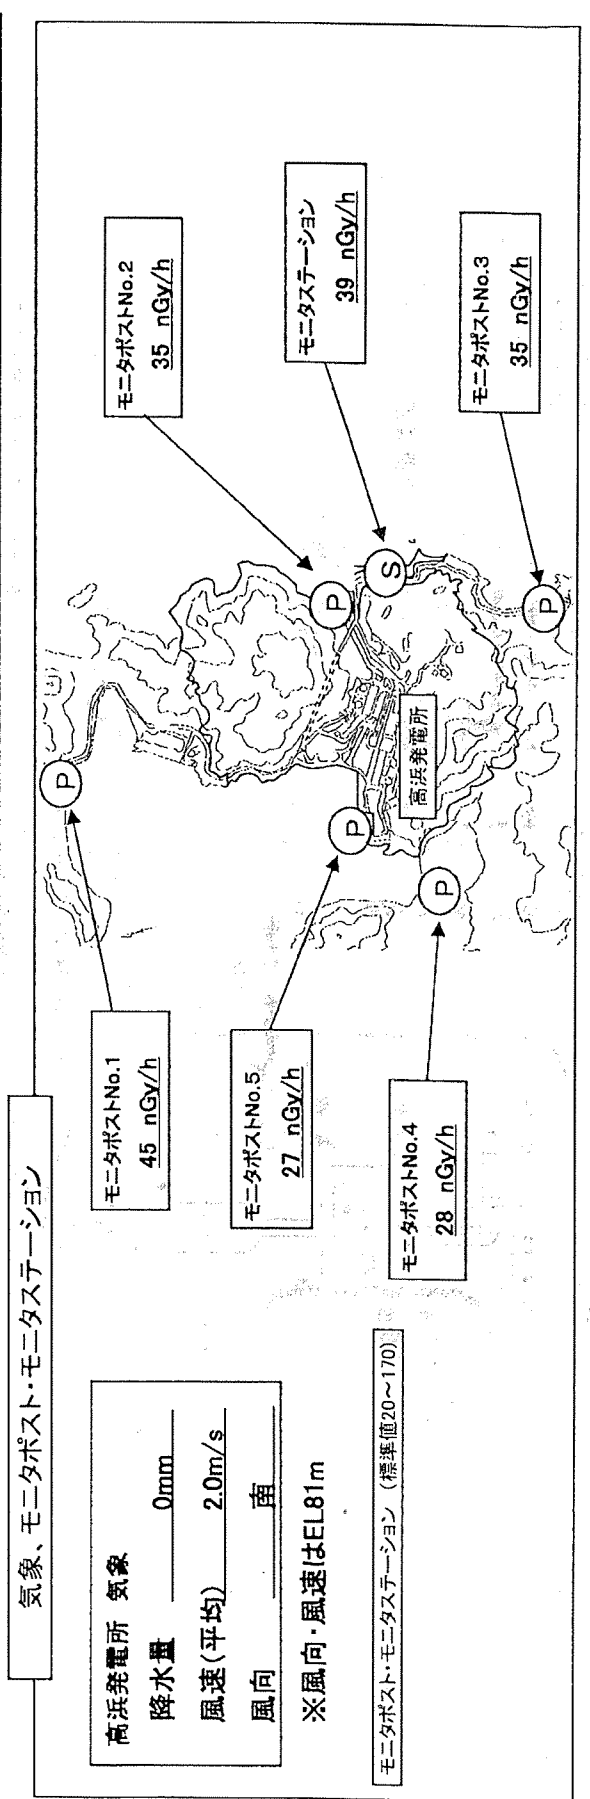 気象、モニタポスト・モニタステーション
高浜発電所 気象
降水量 0mm
風速(平均) 2.0m/s
風向 南
※風向・風速はEL81m
モニタポスト・モニタステーション (標準値20~170)
モニタポストNo.1
45 nGy/h
モニタポストNo.5
27 nGy/h
モニタポストNo.4
28 nGy/h
モニタポストNo.2
35 nGy/h
モニタステーション
39 nGy/h
モニタポストNo.3
35 nGy/h
P
P
P
P
S
P
高浜発電所